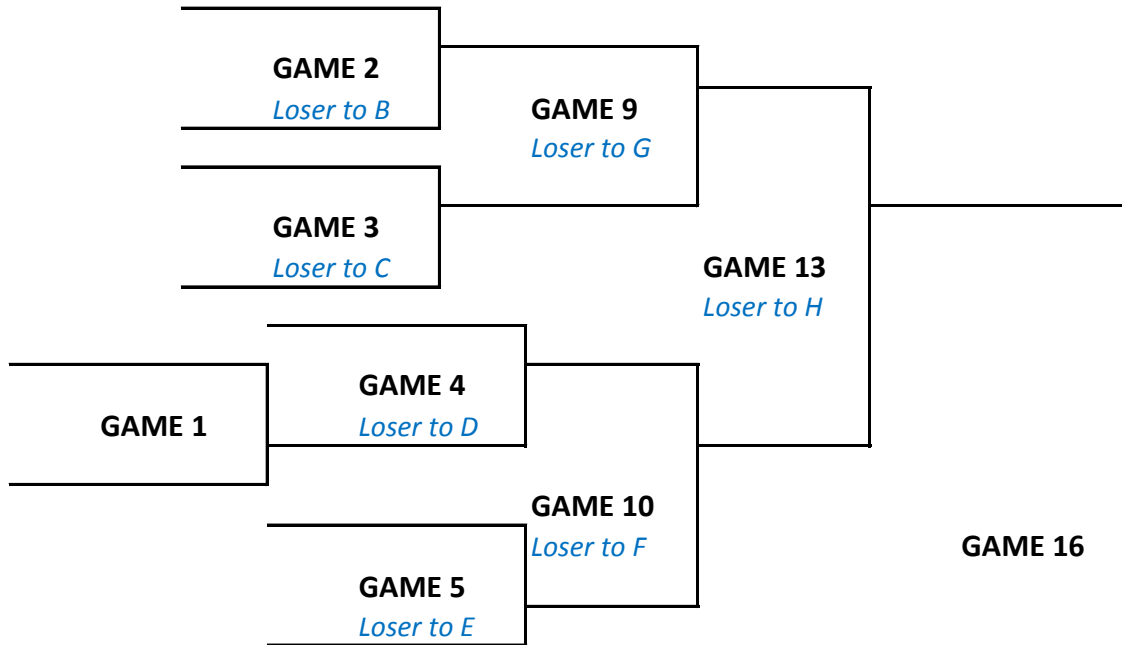 GAME 2
Loser to B
GAME 9
Loser to G
GAME 3
Loser to C
GAME 13
Loser to H
GAME 4
Loser to D
GAME 1
GAME 10
Loser to F
GAME 16
GAME 5
Loser to E